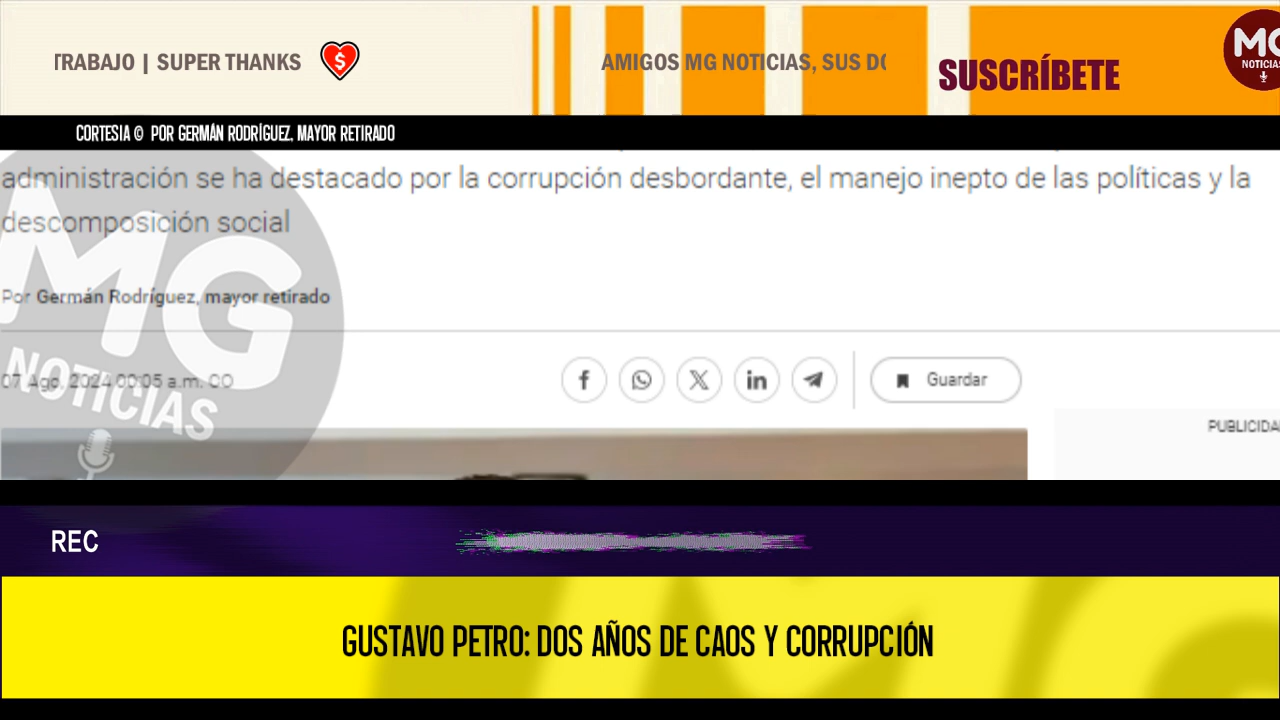 TRABAJO | SUPER THANKS
AMIGOS MG NOTICIAS, SUS
SUSCRÍBETE
MG
NOTICIAS
CORTESIA © POR GERMÁN RODRÍGUEZ, MAYOR RETIRADO
administración se ha destacado por la corrupción desbordante, el manejo inepto de las políticas y la
descomposición social
MG
NOTICIAS
Por Germán Rodríguez, mayor retirado
07 Ago, 2024 00:05 a.m. CO
Guardar
PUBLICIDA
REC
GUSTAVO PETRO: DOS AÑOS DE CAOS Y CORRUPCIÓN